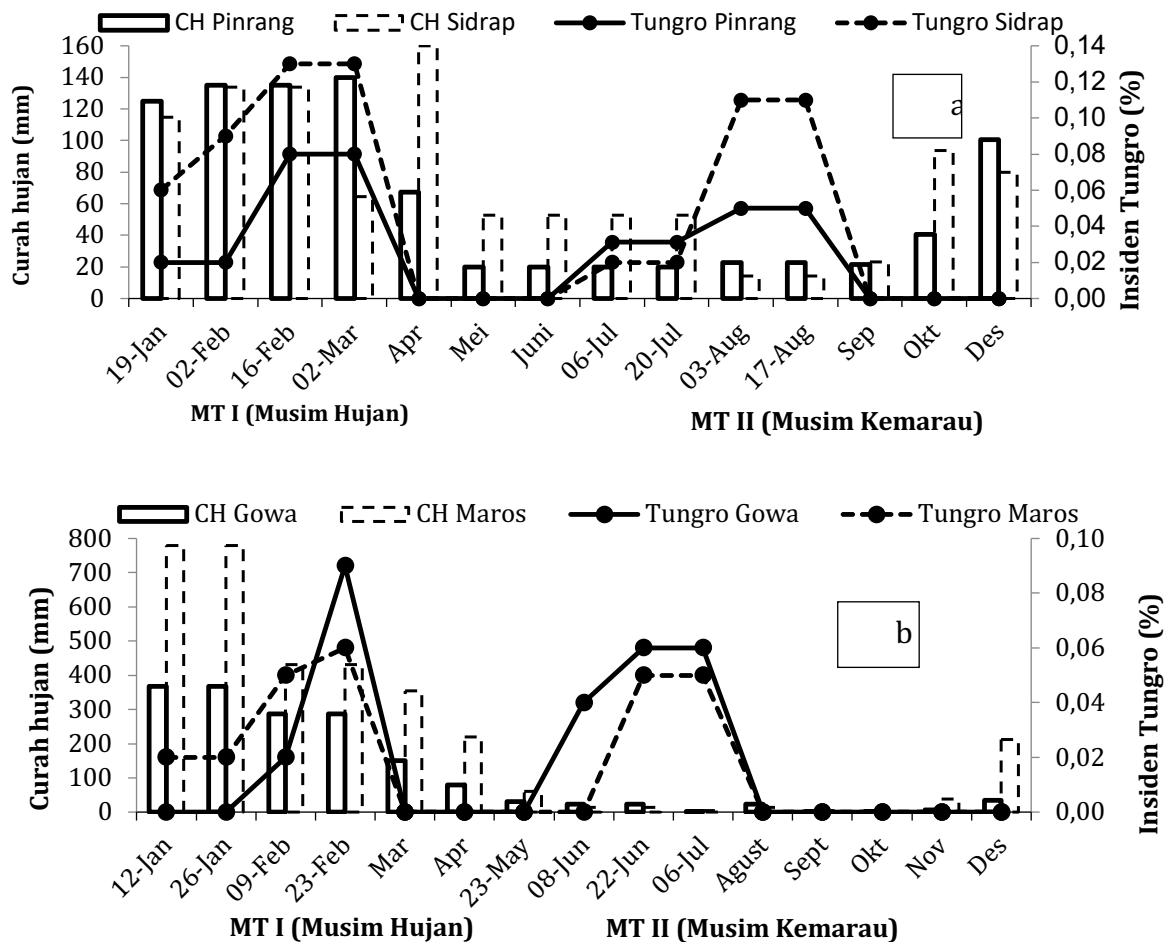 CH Pinrang CH Sidrap Tungro Pinrang Tungro Sidrap
Curah hujan (mm)
160
140
120
100
80
60
40
20
0
a
0,14
0,12
0,10
0,08
0,06
0,04
0,02
0,00
Insiden Tungro (%)
19-Jan 02-Feb 16-Feb 02-Mar Apr Mei Juni 06-Jul 20-Jul 03-Aug 17-Aug Sep Okt Des
MT I (Musim Hujan) MT II (Musim Kemarau)
CH Gowa CH Maros Tungro Gowa Tungro Maros
Curah hujan (mm)
800
700
600
500
400
300
200
100
0
b
0,10
0,08
0,06
0,04
0,02
0,00
Insiden Tungro (%)
12-Jan 26-Jan 09-Feb 23-Feb Mar Apr 23-May 08-Jun 22-Jun 06-Jul Agust Sept Okt Nov Des
MT I (Musim Hujan) MT II (Musim Kemarau)